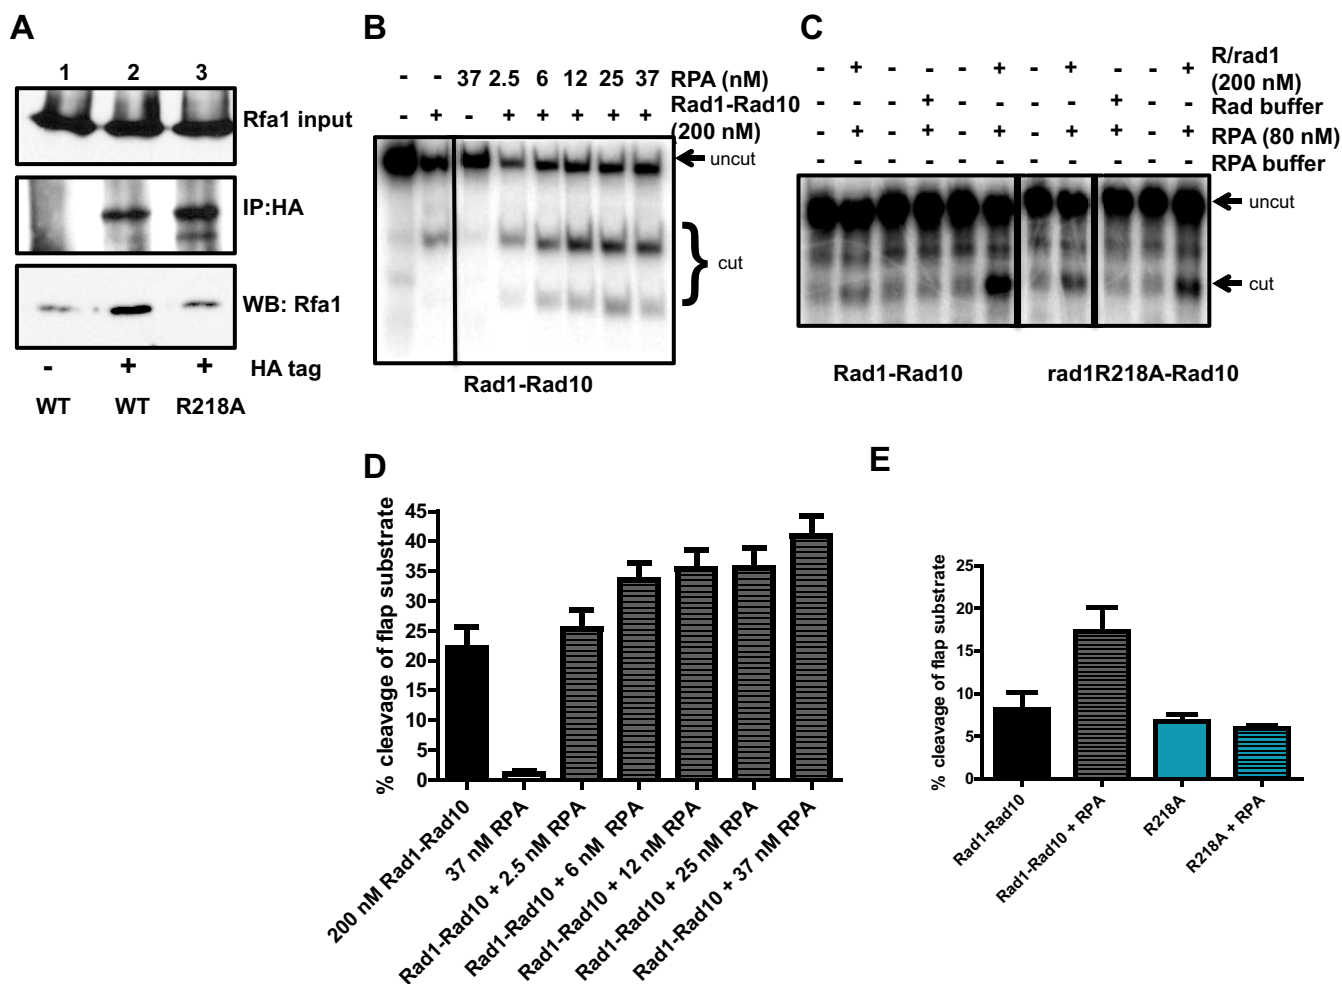 A
1 2 3
Rfa1 input
IP:HA
WB: Rfa1
- + + HA tag
WT WT R218A
B
- - 37 2.5 6 12 25 37 RPA (nM)
- + - + + + + + Rad1-Rad10 (200 nM)
uncut
cut
Rad1-Rad10
C
- + - - - + - + - - + R/rad1 (200 nM)
- - - + - - - - + - - Rad buffer
- + - + - + - + + - + RPA (80 nM)
- - - - - - - - - - - RPA buffer
uncut
cut
Rad1-Rad10
rad1R218A-Rad10
D
% cleavage of flap substrate
45
40
35
30
25
20
15
10
5
0
200 nM Rad1-Rad10
37 nM RPA
Rad1-Rad10 + 2.5 nM RPA
Rad1-Rad10 + 6 nM RPA
Rad1-Rad10 + 12 nM RPA
Rad1-Rad10 + 25 nM RPA
Rad1-Rad10 + 37 nM RPA
E
% cleavage of flap substrate
25
20
15
10
5
0
Rad1-Rad10
Rad1-Rad10 + RPA
R218A
R218A + RPA